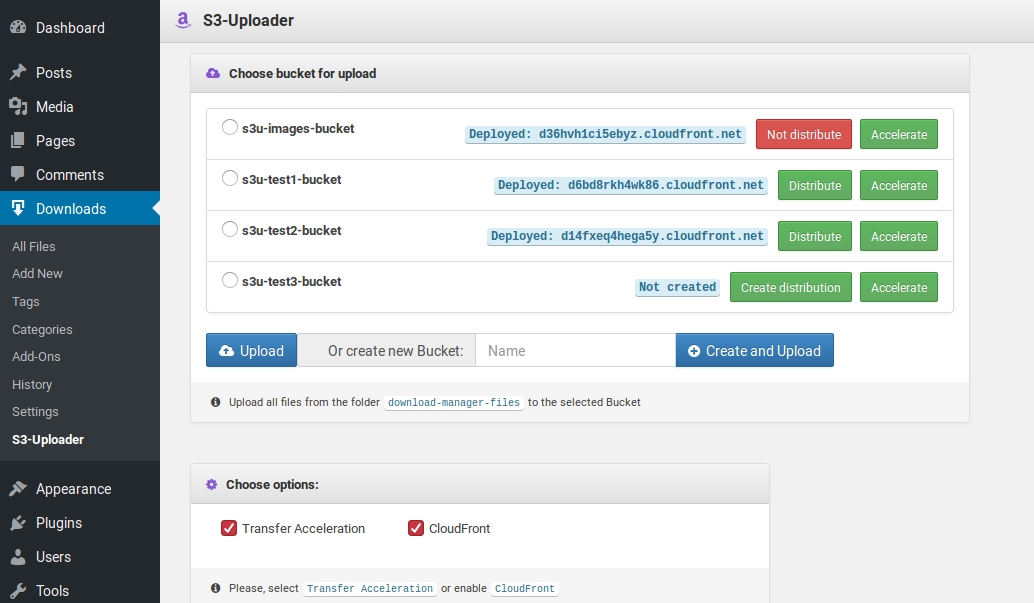 Dashboard
Posts
Media
Pages
Comments
Downloads
All Files
Add New
Tags
Categories
Add-Ons
History
Settings
S3-Uploader
Appearance
Plugins
Users
Tools
S3-Uploader
Choose bucket for upload
s3u-images-bucket Deployed: d36hvh1ci5ebyz.cloudfront.net Not distribute Accelerate
s3u-test1-bucket Deployed: d6bd8rkh4wk86.cloudfront.net Distribute Accelerate
s3u-test2-bucket Deployed: d14fxeq4hega5y.cloudfront.net Distribute Accelerate
s3u-test3-bucket Not created Create distribution Accelerate
Upload Or create new Bucket: Name Create and Upload
Upload all files from the folder download-manager-files to the selected Bucket
Choose options:
Transfer Acceleration CloudFront
Please, select Transfer Acceleration or enable CloudFront